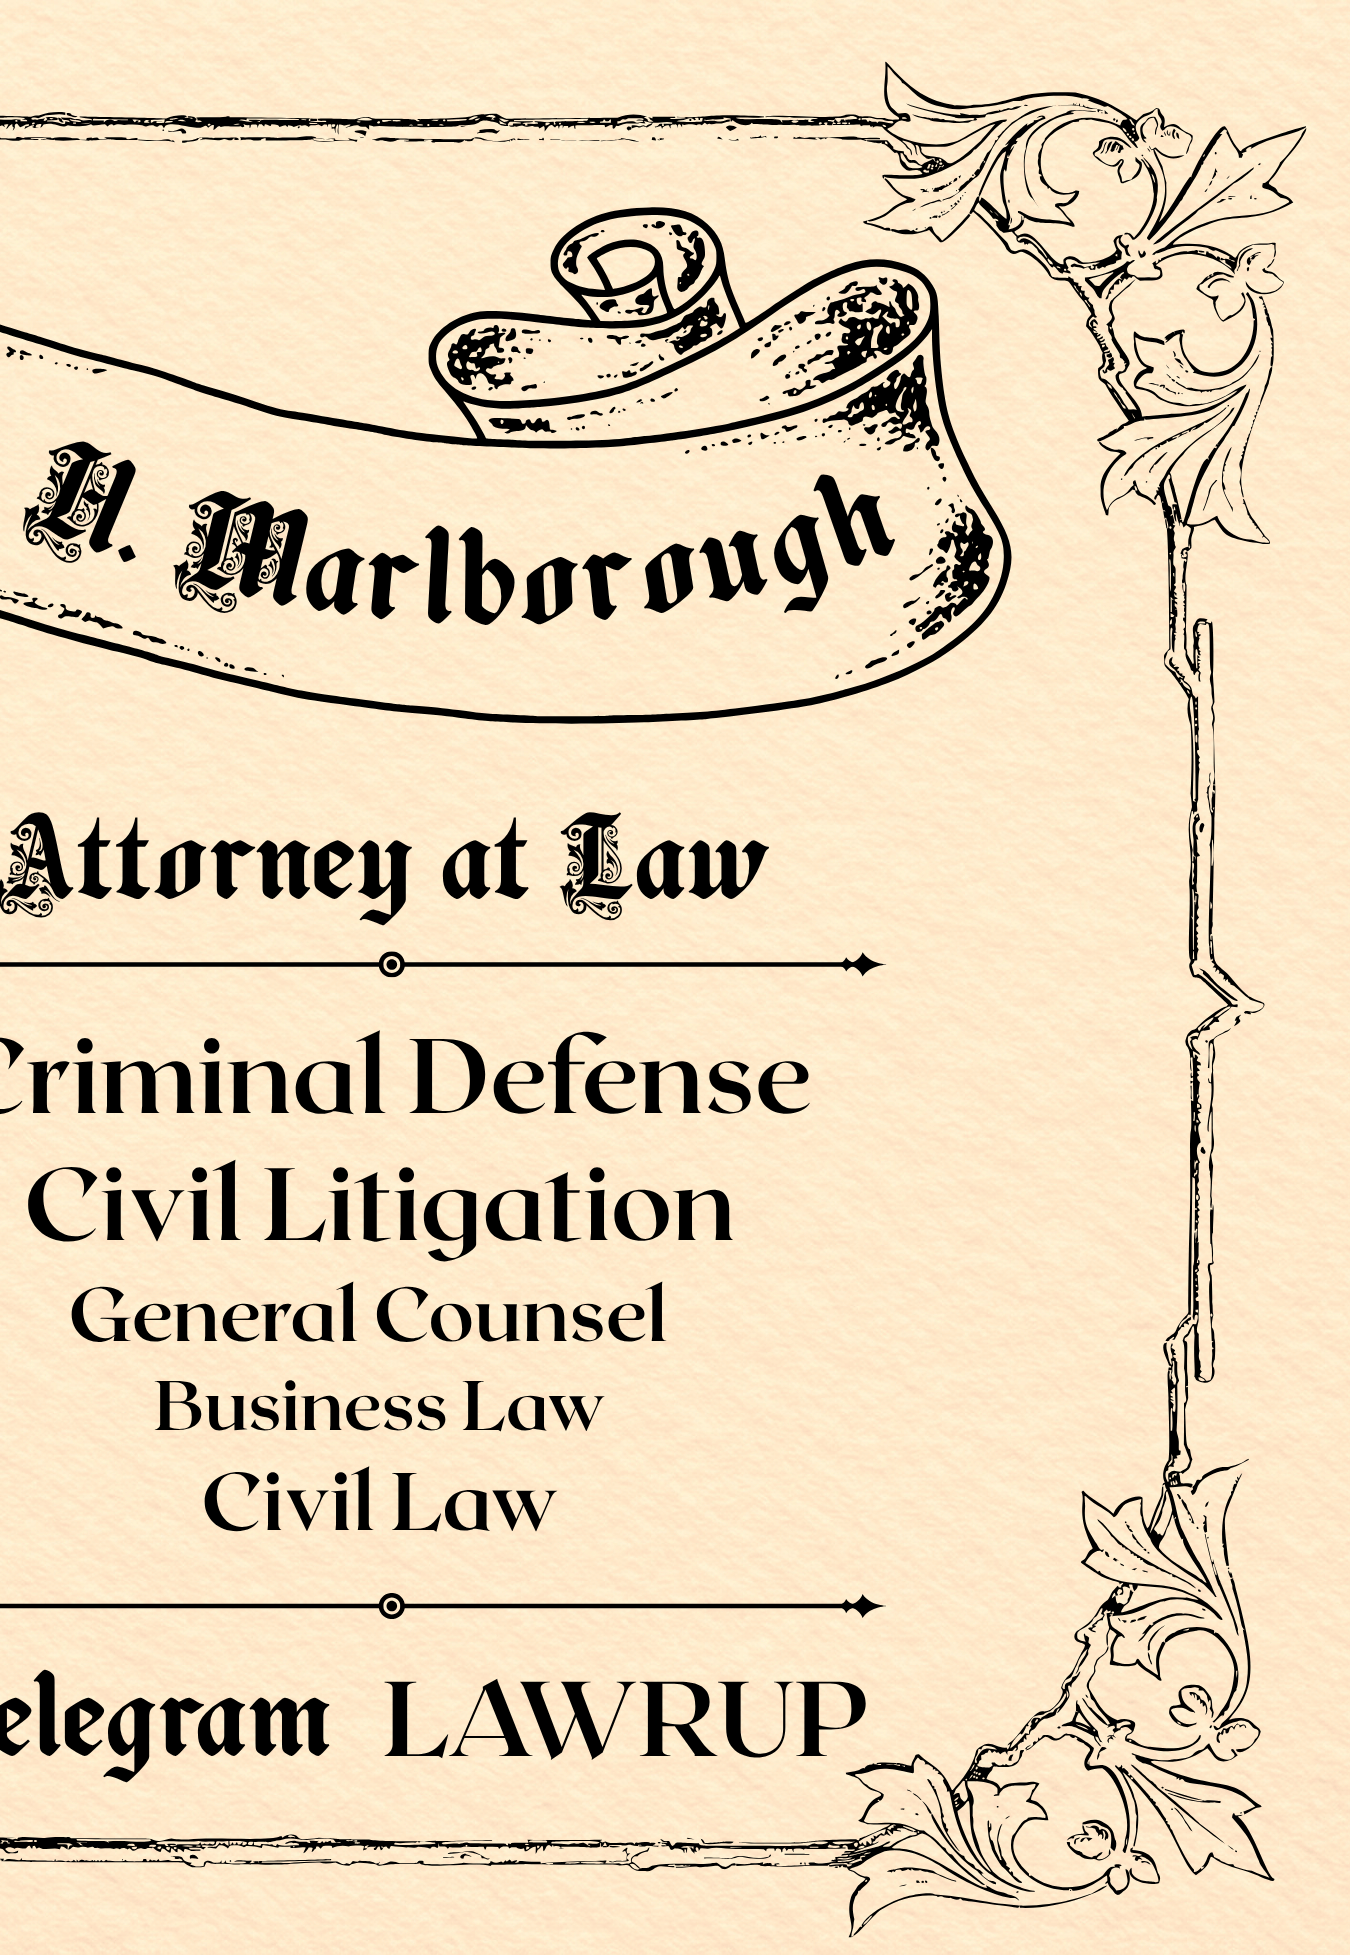 H. Marlborough
Attorney at Law
Criminal Defense
Civil Litigation
General Counsel
Business Law
Civil Law
elegram LAWRUP